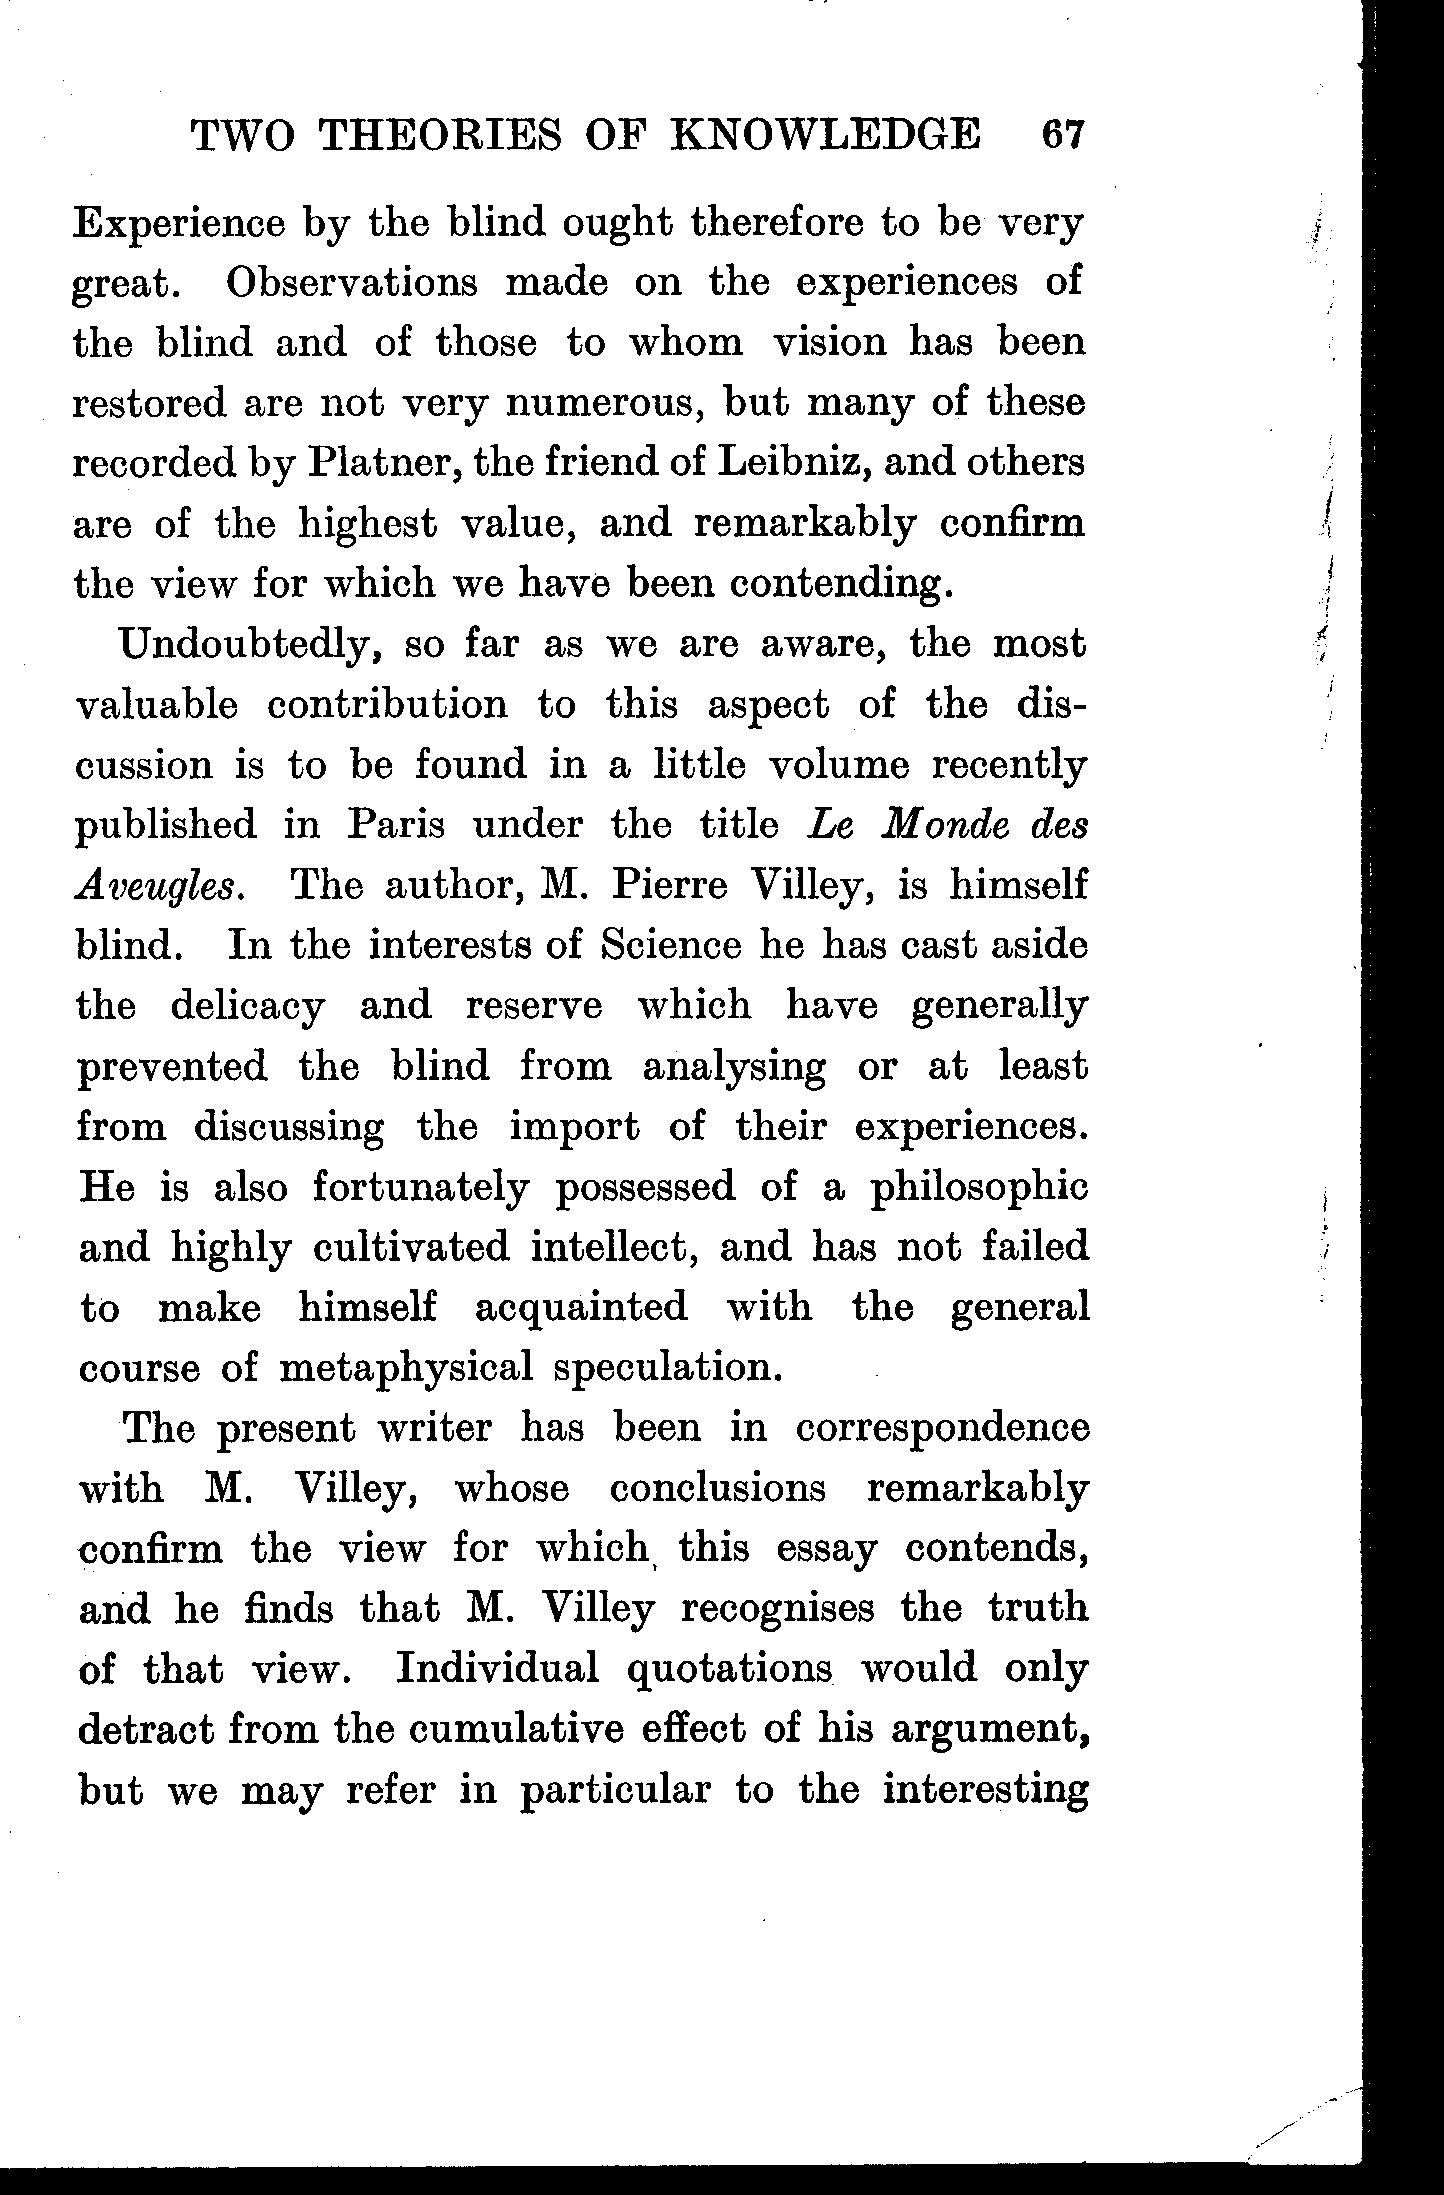 TWO THEORIES OF KNOWLEDGE 67
Experience by the blind ought therefore to be very
great. Observations made on the experiences of
the blind and of those to whom vision has been
restored are not very numerous, but many of these
recorded by Platner, the friend of Leibniz, and others
are of the highest value, and remarkably confirm
the view for which we have been contending.
Undoubtedly, so far as we are aware, the most
valuable contribution to this aspect of the dis-
cussion is to be found in a little volume recently
published in Paris under the title Le Monde des
Aveugles. The author, M. Pierre Villey, is himself
blind. In the interests of Science he has cast aside
the delicacy and reserve which have generally
prevented the blind from analysing or at least
from discussing the import of their experiences.
He is also fortunately possessed of a philosophic
and highly cultivated intellect, and has not failed
to make himself acquainted with the general
course of metaphysical speculation.
The present writer has been in correspondence
with M. Villey, whose conclusions remarkably
confirm the view for which this essay contends,
and he finds that M. Villey recognises the truth
of that view. Individual quotations would only
detract from the cumulative effect of his argument,
but we may refer in particular to the interesting